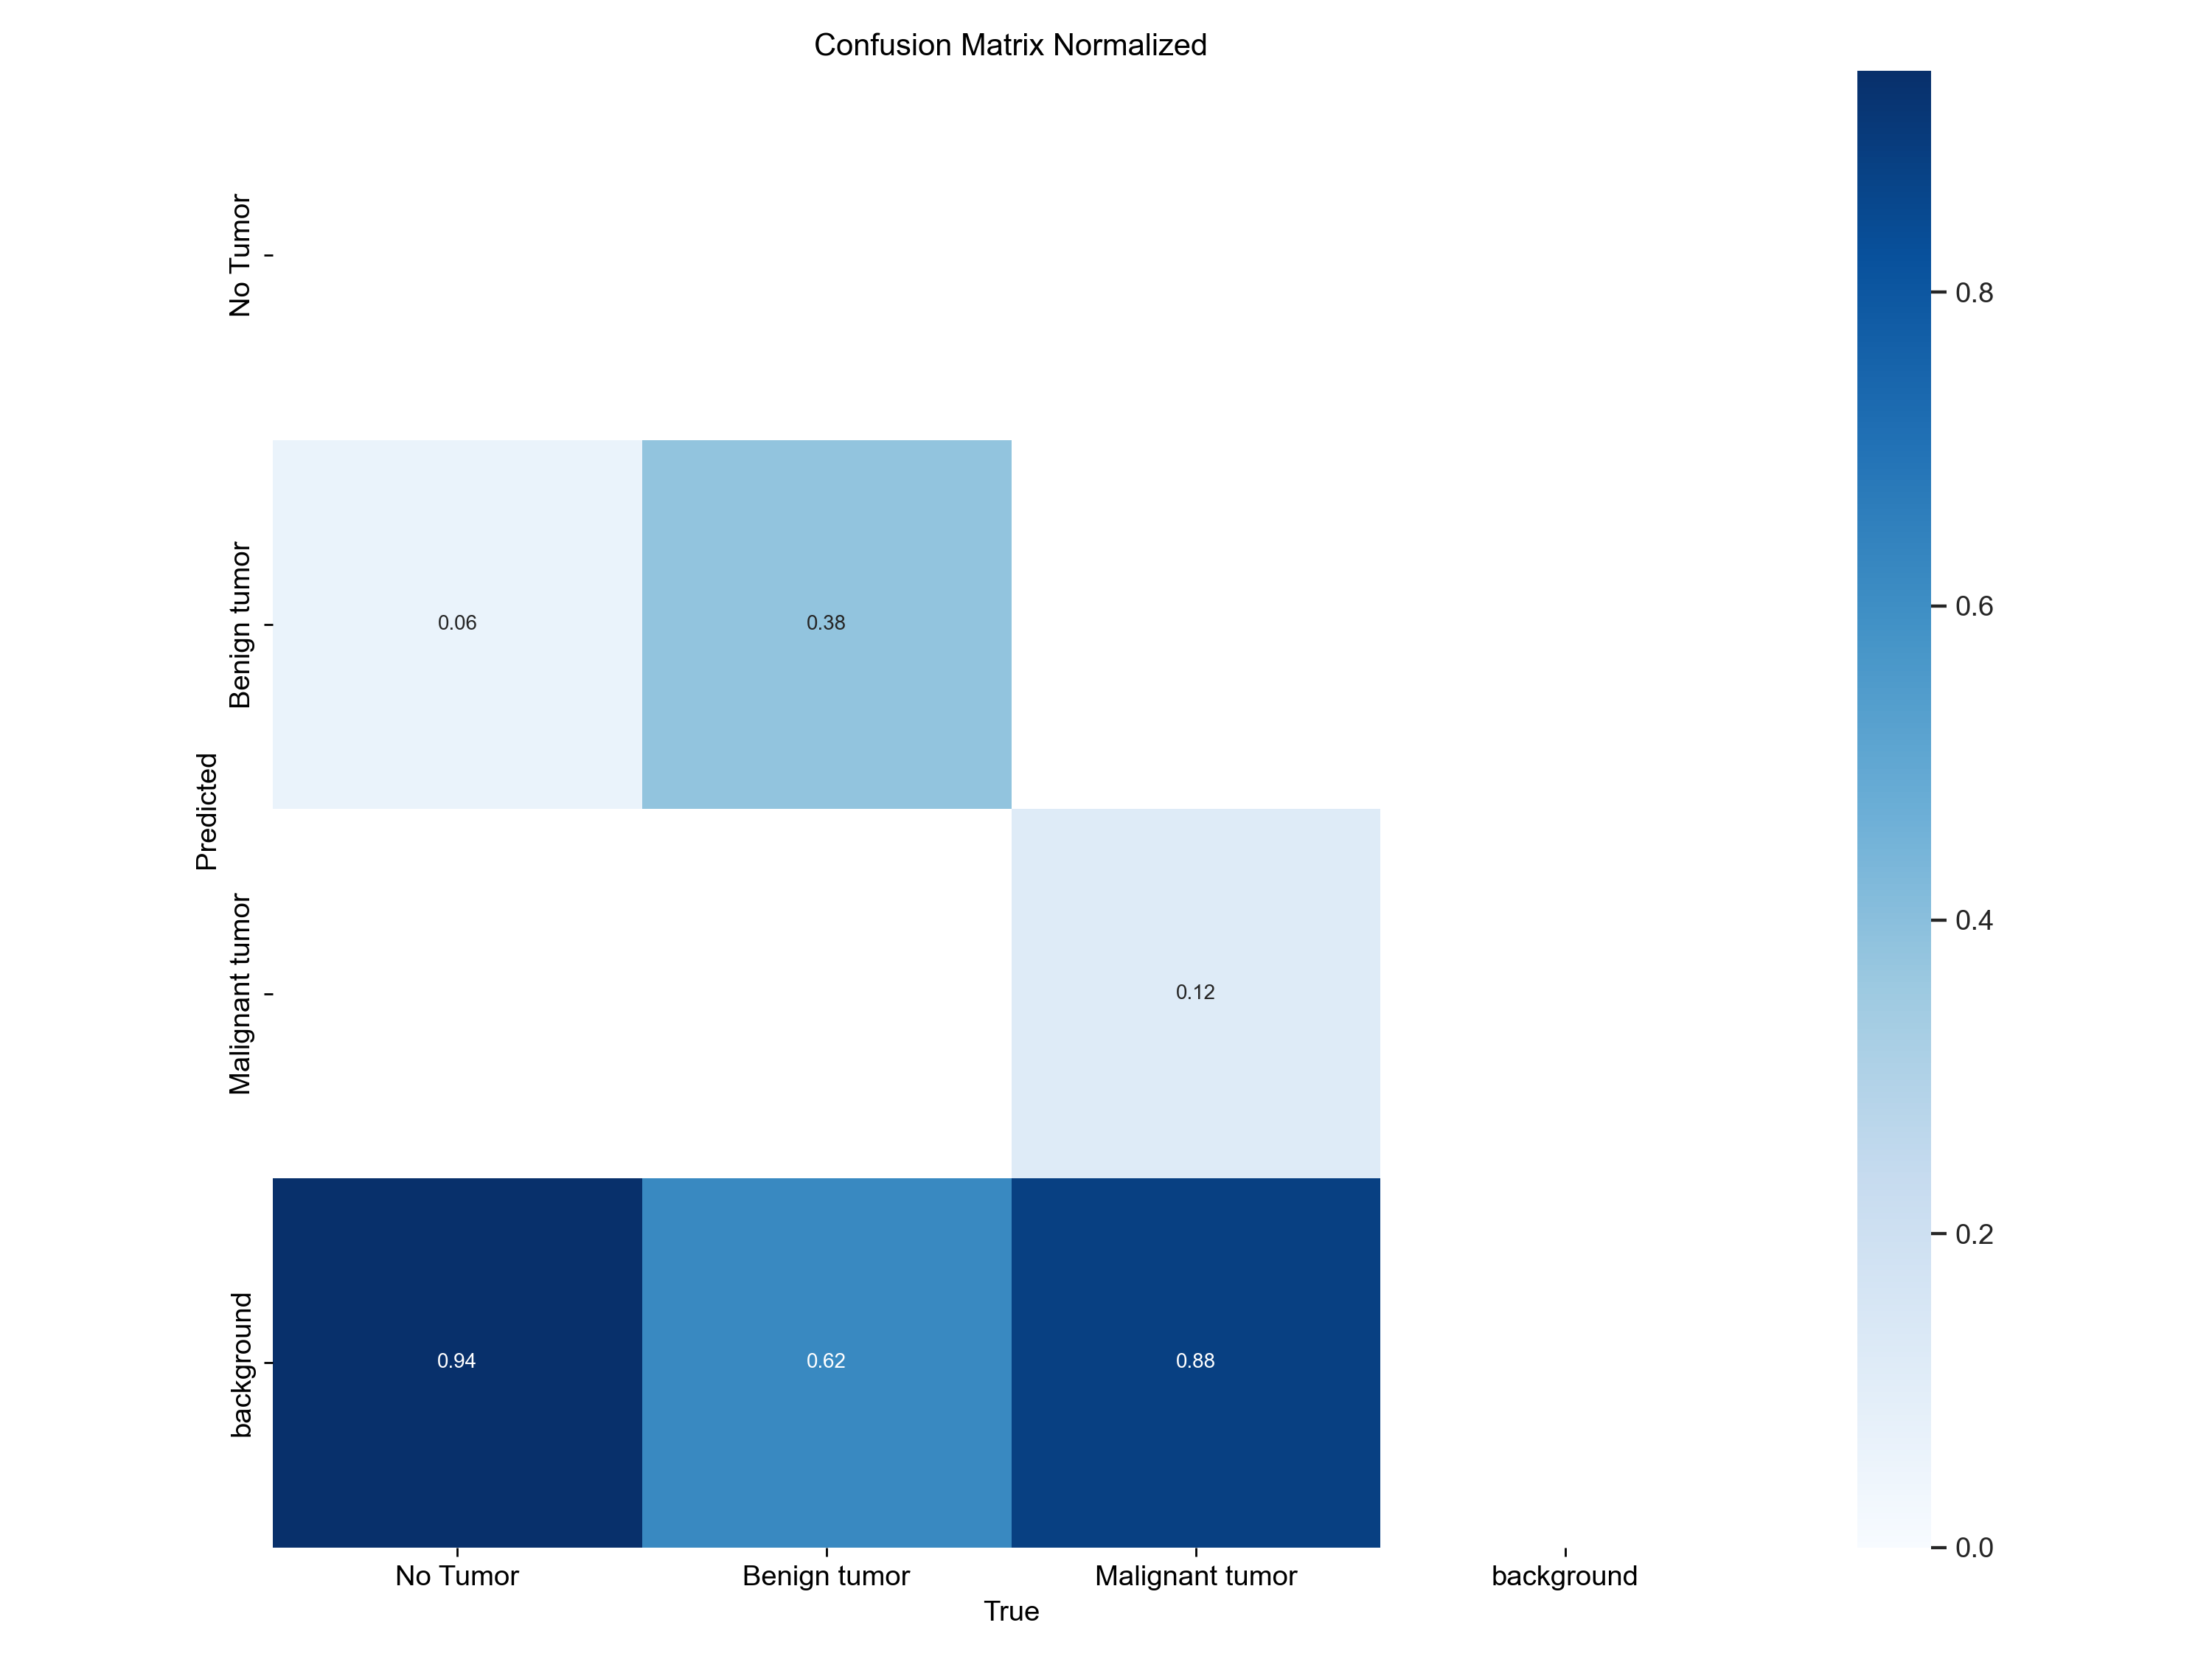 Confusion Matrix Normalized
No Tumor
Benign tumor
Malignant tumor
background
Predicted
0.06
0.38
0.12
0.94
0.62
0.88
No Tumor
Benign tumor
Malignant tumor
background
True
0.8
0.6
0.4
0.2
0.0